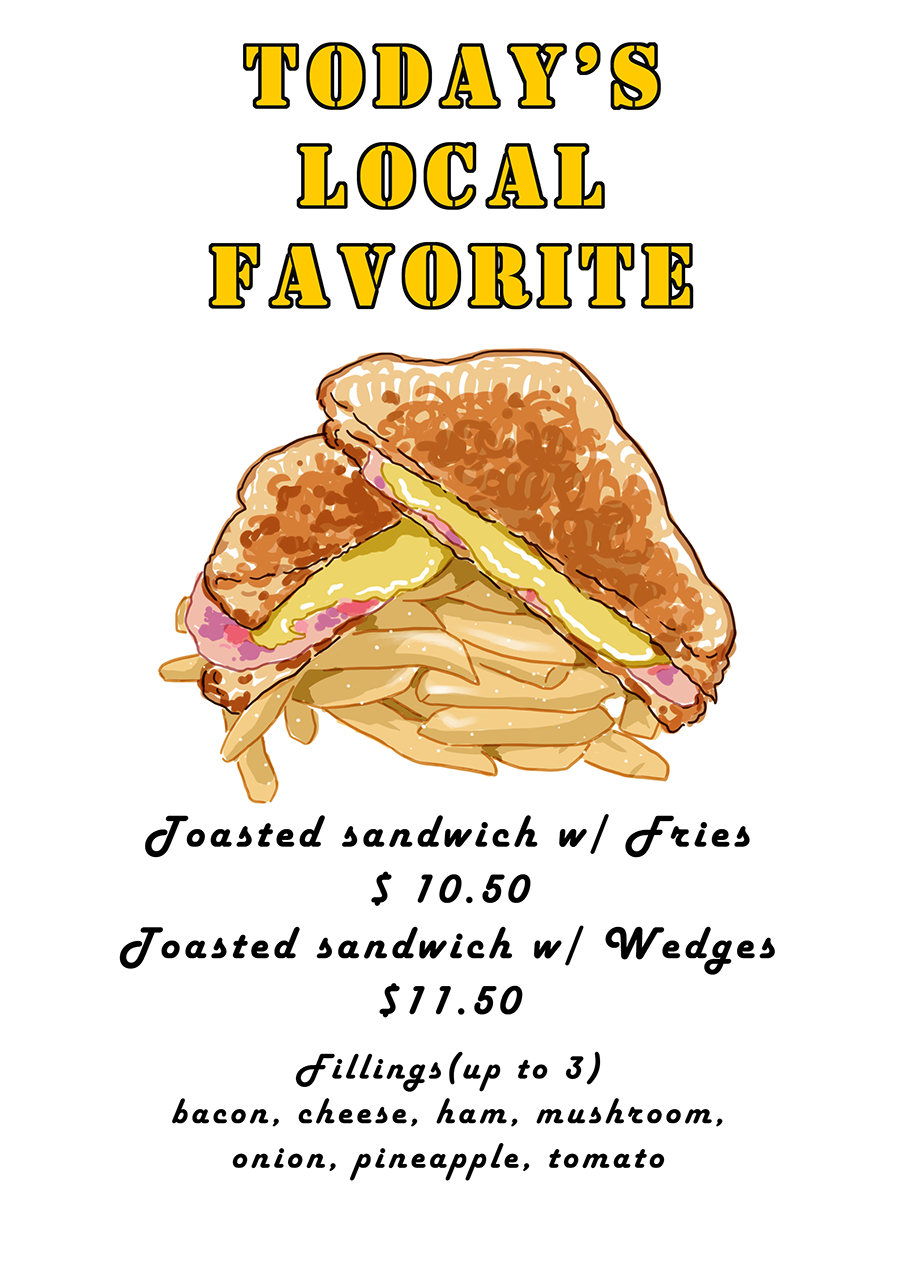 TODAY’S
LOCAL
FAVORITE
Toasted sandwich w/ Fries
$ 10.50
Toasted sandwich w/ Wedges
$11.50
Fillings(up to 3)
bacon, cheese, ham, mushroom,
onion, pineapple, tomato